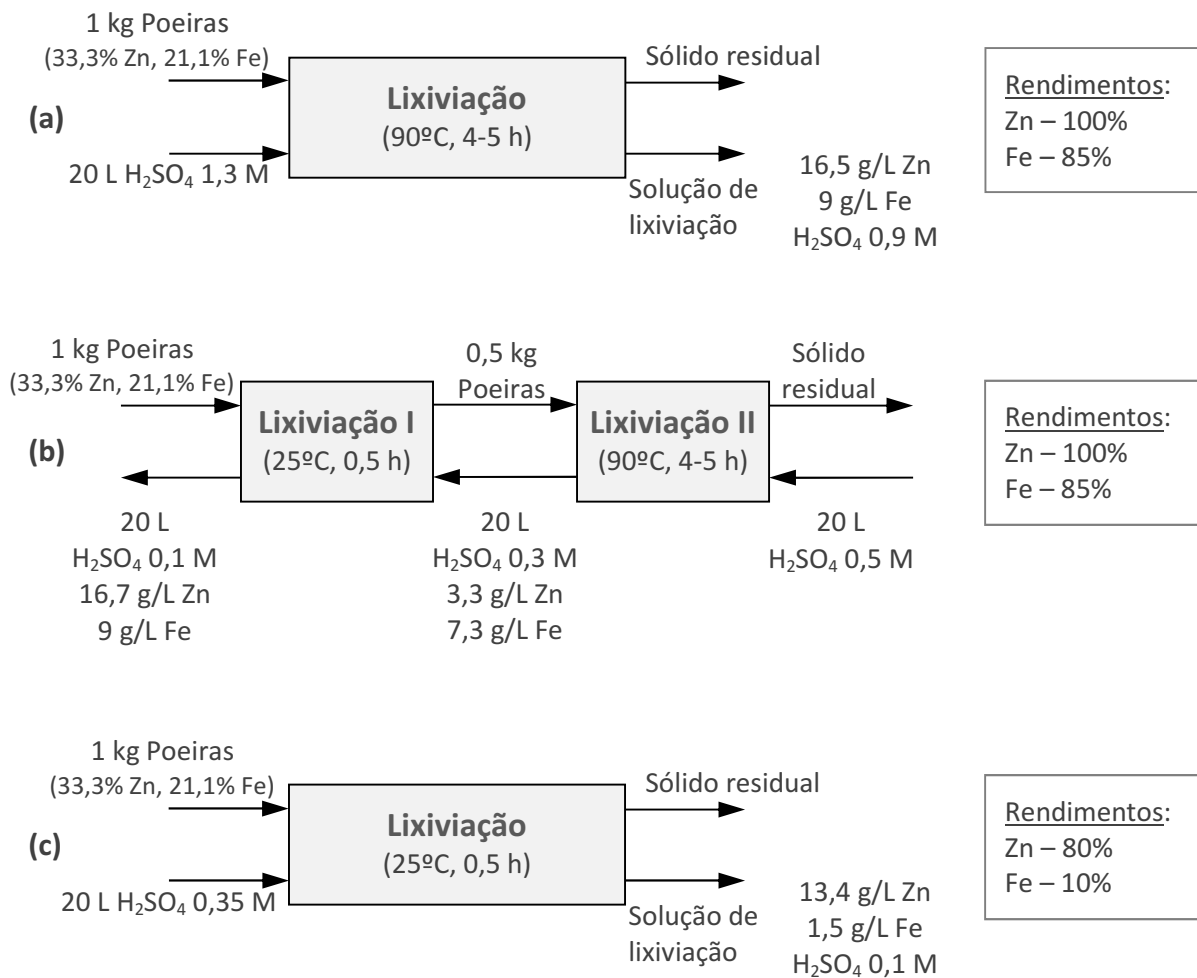 1 kg Poeiras
(33,3% Zn, 21,1% Fe)
(a)
20 L H₂SO₄ 1,3 M
Lixiviação
(90ºC, 4-5 h)
Sólido residual
Solução de
lixiviação
16,5 g/L Zn
9 g/L Fe
H₂SO₄ 0,9 M
Rendimentos:
Zn – 100%
Fe – 85%
1 kg Poeiras
(33,3% Zn, 21,1% Fe)
(b)
Lixiviação I
(25ºC, 0,5 h)
0,5 kg
Poeiras
Lixiviação II
(90ºC, 4-5 h)
Sólido
residual
20 L
H₂SO₄ 0,1 M
16,7 g/L Zn
9 g/L Fe
20 L
H₂SO₄ 0,3 M
3,3 g/L Zn
7,3 g/L Fe
20 L
H₂SO₄ 0,5 M
Rendimentos:
Zn – 100%
Fe – 85%
1 kg Poeiras
(33,3% Zn, 21,1% Fe)
(c)
20 L H₂SO₄ 0,35 M
Lixiviação
(25ºC, 0,5 h)
Sólido residual
Solução de
lixiviação
13,4 g/L Zn
1,5 g/L Fe
H₂SO₄ 0,1 M
Rendimentos:
Zn – 80%
Fe – 10%